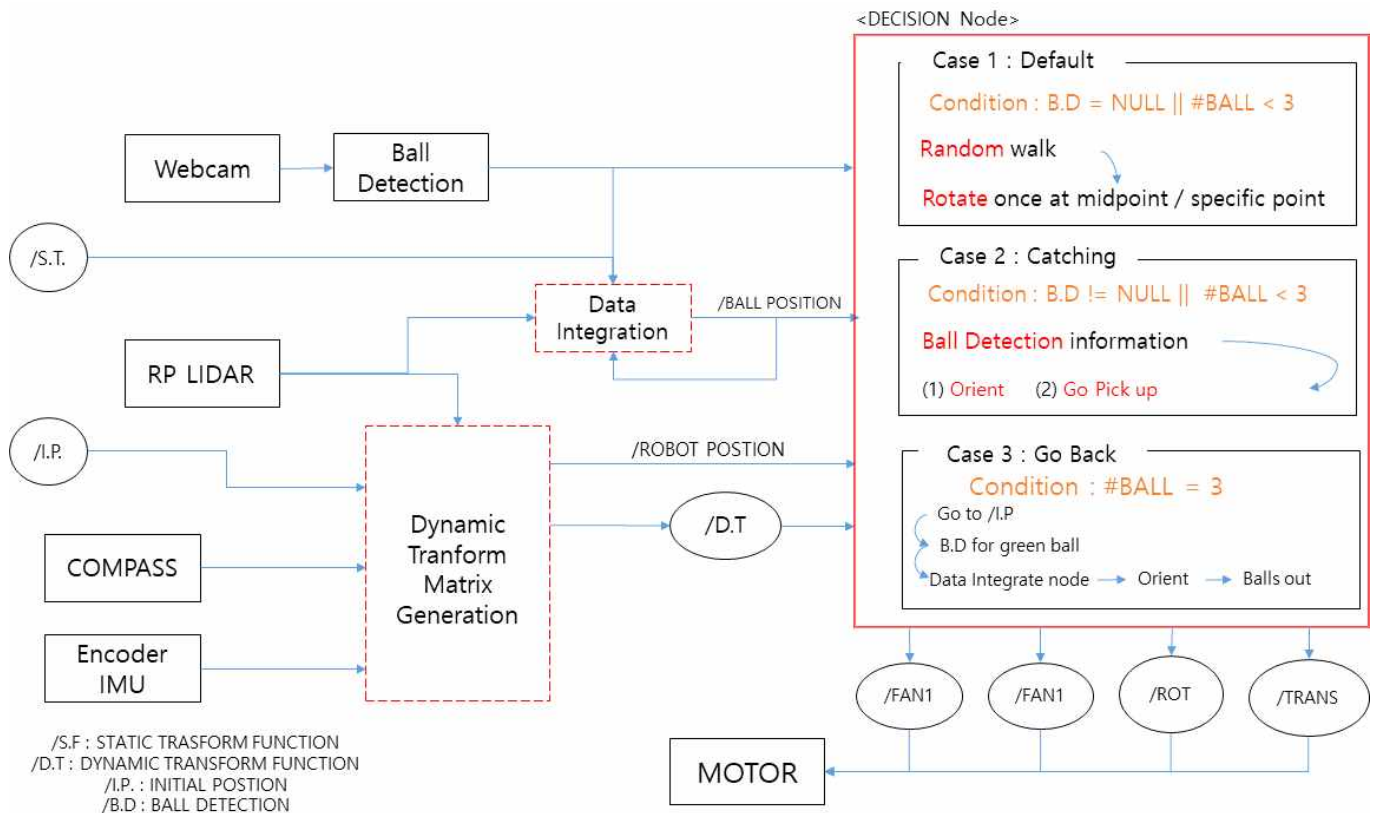 <DECISION Node>
Case 1 : Default
Condition : B.D = NULL || #BALL < 3
Random walk
Rotate once at midpoint / specific point
Webcam
Ball
Detection
/S.T.
Case 2 : Catching
Condition : B.D != NULL || #BALL < 3
Ball Detection information
(1) Orient (2) Go Pick up
Data
Integration
/BALL POSITION
RP LIDAR
/I.P.
/ROBOT POSTION
Case 3 : Go Back
Condition : #BALL = 3
Go to /I.P
B.D for green ball
Data Integrate node
Orient
Balls out
Dynamic
Tranform
Matrix
Generation
/D.T
COMPASS
Encoder
IMU
/FAN1
/FAN1
/ROT
/TRANS
MOTOR
/S.F : STATIC TRASFORM FUNCTION
/D.T : DYNAMIC TRANSFORM FUNCTION
/I.P. : INITIAL POSTION
/B.D : BALL DETECTION